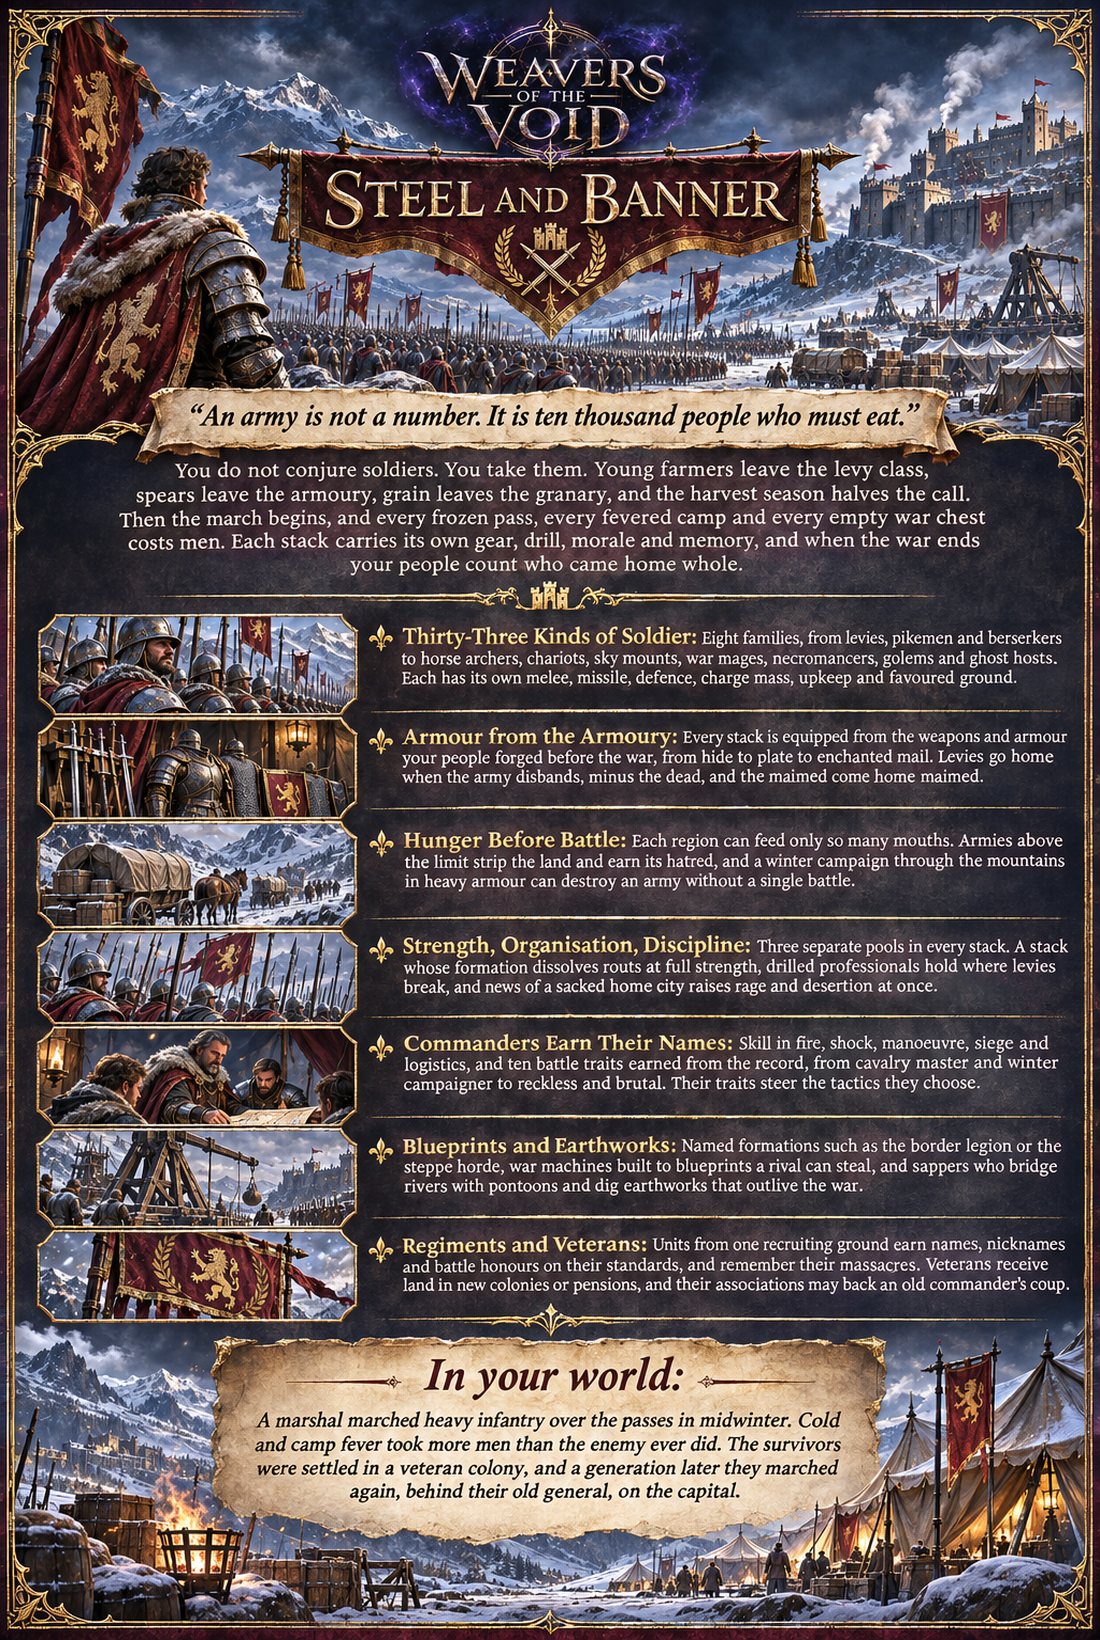 WEAVERS
OF THE
VOID
STEEL AND BANNER
“An army is not a number. It is ten thousand people who must eat.”
You do not conjure soldiers. You take them. Young farmers leave the levy class,
spears leave the armoury, grain leaves the granary, and the harvest season halves the call.
Then the march begins, and every frozen pass, every fevered camp and every empty war chest
costs men. Each stack carries its own gear, drill, morale and memory, and when the war ends
your people count who came home whole.
Thirty-Three Kinds of Soldier: Eight families, from levies, pikemen and berserkers
to horse archers, chariots, sky mounts, war mages, necromancers, golems and ghost hosts.
Each has its own melee, missile, defence, charge mass, upkeep and favoured ground.
Armour from the Armoury: Every stack is equipped from the weapons and armour
your people forged before the war, from hide to plate to enchanted mail. Levies go home
when the army disbands, minus the dead, and the maimed come home maimed.
Hunger Before Battle: Each region can feed only so many mouths. Armies above
the limit strip the land and earn its hatred, and a winter campaign through the mountains
in heavy armour can destroy an army without a single battle.
Strength, Organisation, Discipline: Three separate pools in every stack. A stack
whose formation dissolves routs at full strength, drilled professionals hold where levies
break, and news of a sacked home city raises rage and desertion at once.
Commanders Earn Their Names: Skill in fire, shock, manoeuvre, siege and
logistics, and ten battle traits earned from the record, from cavalry master and winter
campaigner to reckless and brutal. Their traits steer the tactics they choose.
Blueprints and Earthworks: Named formations such as the border legion or the
steppe horde, war machines built to blueprints a rival can steal, and sappers who bridge
rivers with pontoons and dig earthworks that outlive the war.
Regiments and Veterans: Units from one recruiting ground earn names, nicknames
and battle honours on their standards, and remember their massacres. Veterans receive
land in new colonies or pensions, and their associations may back an old commander’s coup.
In your world:
A marshal marched heavy infantry over the passes in midwinter. Cold
and camp fever took more men than the enemy ever did. The survivors
were settled in a veteran colony, and a generation later they marched
again, behind their old general, on the capital.